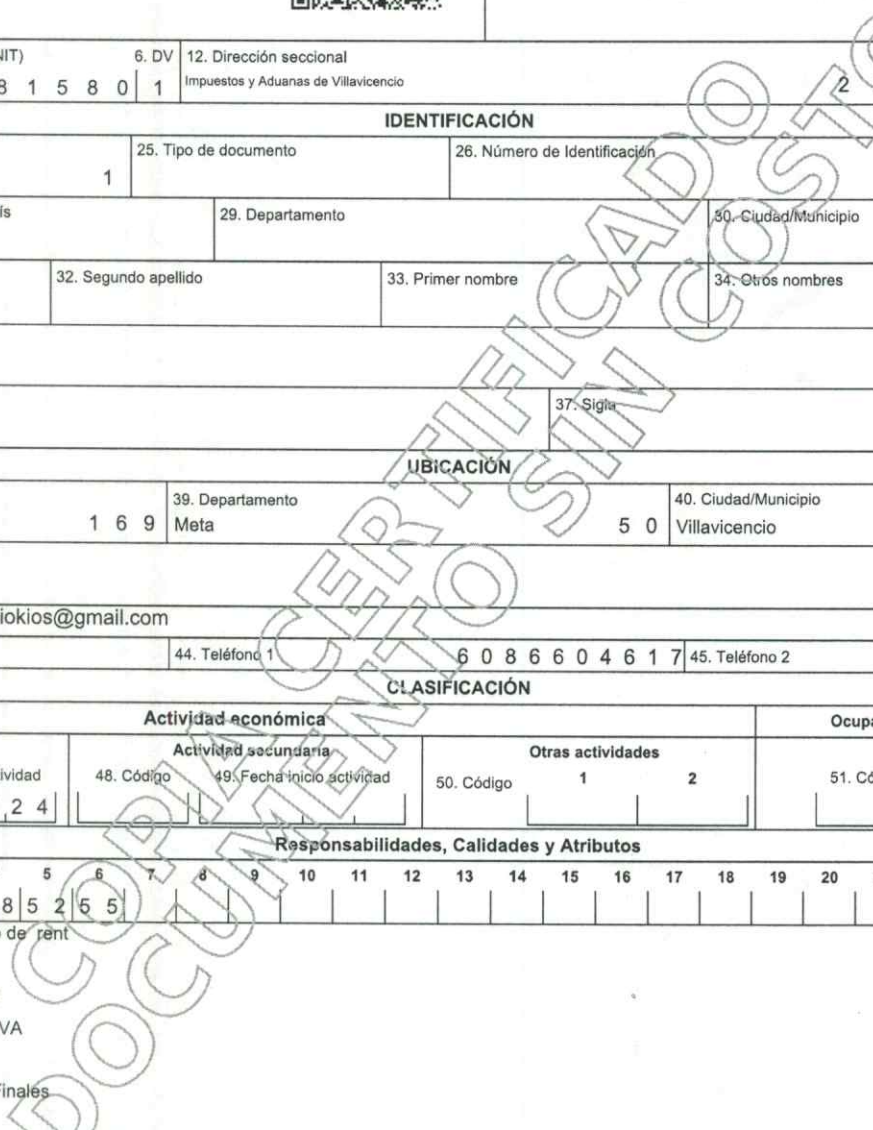 NIT) 6. DV 12. Dirección seccional
8 1 5 8 0 1 Impuestos y Aduanas de Villavicencio 2
IDENTIFICACIÓN
25. Tipo de documento 26. Número de Identificación
1
ís 29. Departamento 30. Ciudad/Municipio
32. Segundo apellido 33. Primer nombre 34. Otros nombres
37. Sigla
UBICACIÓN
39. Departamento 40. Ciudad/Municipio
1 6 9 Meta 5 0 Villavicencio
iokios@gmail.com
44. Teléfono 1 6 0 8 6 6 0 4 6 1 7 45. Teléfono 2
CLASIFICACIÓN
Actividad económica Ocupa
Actividad secundaria Otras actividades
ividad 48. Código 49. Fecha inicio actividad 50. Código 1 2 51. Có
2 4
Responsabilidades, Calidades y Atributos
5 6 7 8 9 10 11 12 13 14 15 16 17 18 19 20
8 5 2 5 5
de rent
VA
Finales
COPIA CERTIFICADO
DOCUMENTO SIN COSTO